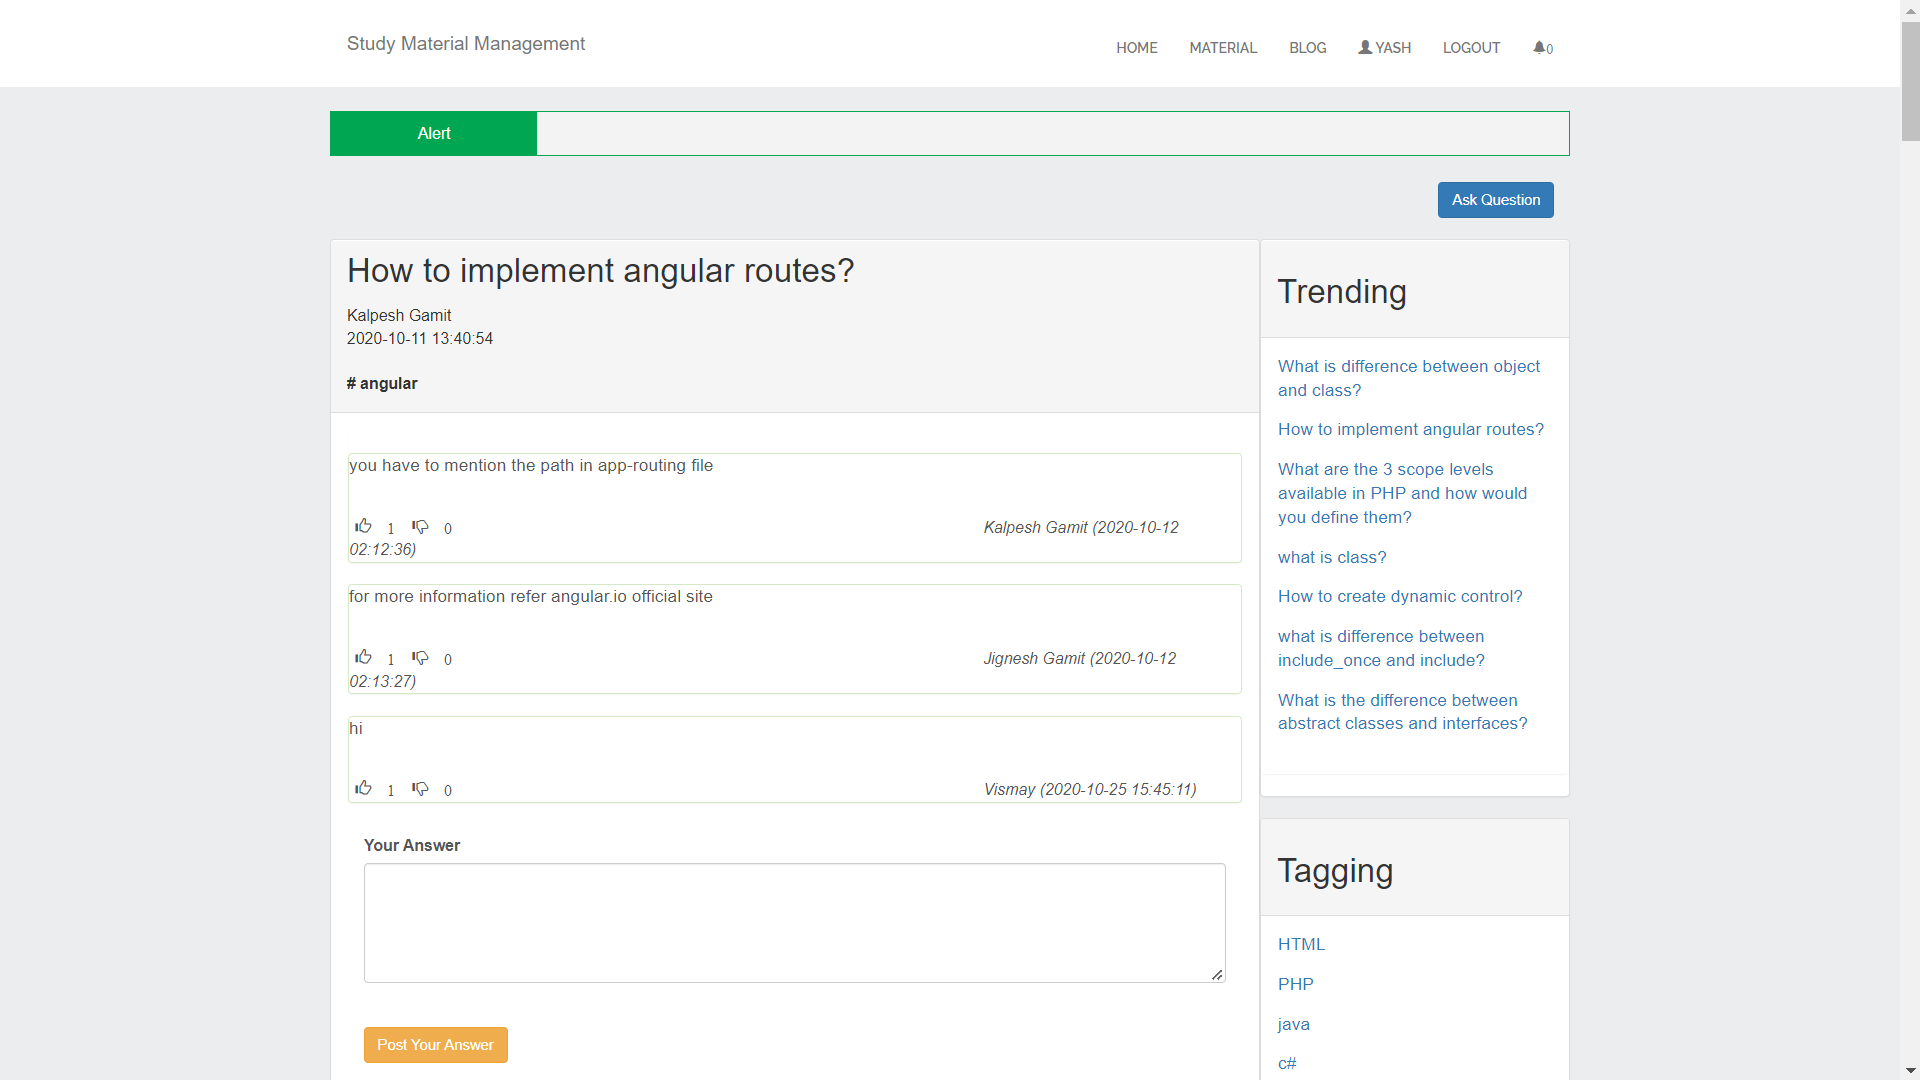 Study Material Management
HOME MATERIAL BLOG YASH LOGOUT 0
Alert
Ask Question
How to implement angular routes?
Kalpesh Gamit
2020-10-11 13:40:54
# angular
you have to mention the path in app-routing file
1 0 Kalpesh Gamit (2020-10-12
02:12:36)
for more information refer angular.io official site
1 0 Jignesh Gamit (2020-10-12
02:13:27)
hi
1 0 Vismay (2020-10-25 15:45:11)
Your Answer
Post Your Answer
Trending
What is difference between object
and class?
How to implement angular routes?
What are the 3 scope levels
available in PHP and how would
you define them?
what is class?
How to create dynamic control?
what is difference between
include_once and include?
What is the difference between
abstract classes and interfaces?
Tagging
HTML
PHP
java
c#